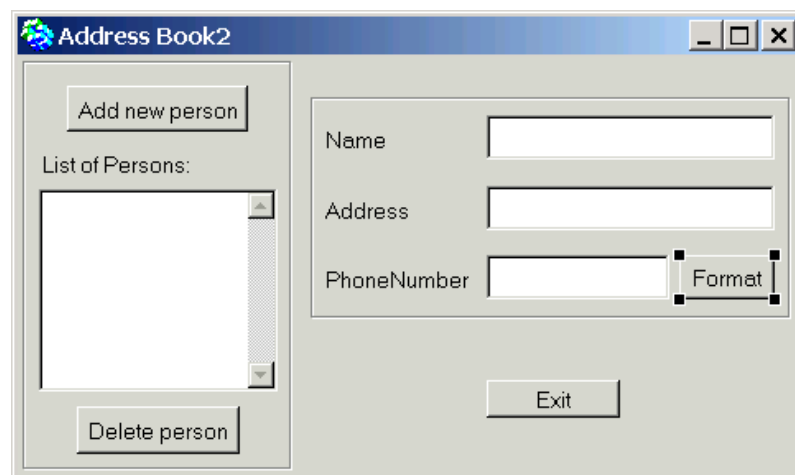 Address Book2
Add new person
List of Persons:
Delete person
Name
Address
PhoneNumber
Format
Exit